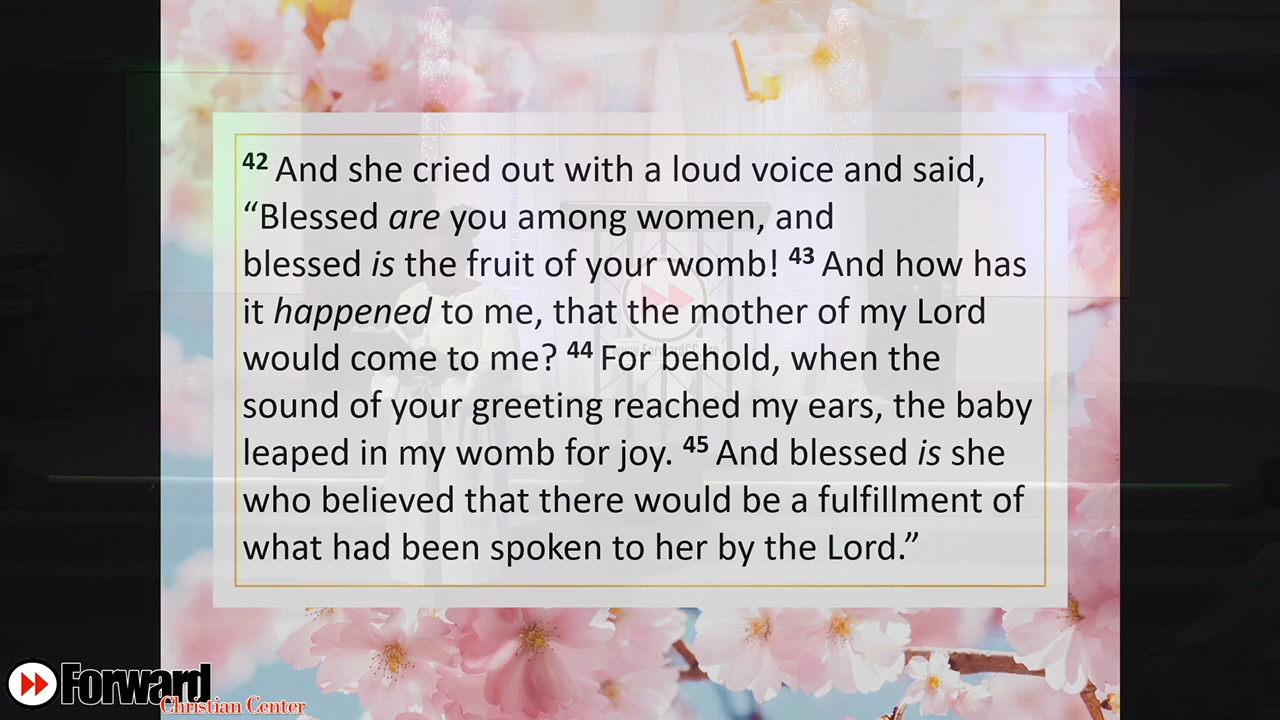 42 And she cried out with a loud voice and said,
“Blessed are you among women, and
blessed is the fruit of your womb! 43 And how has
it happened to me, that the mother of my Lord
would come to me? 44 For behold, when the
sound of your greeting reached my ears, the baby
leaped in my womb for joy. 45 And blessed is she
who believed that there would be a fulfillment of
what had been spoken to her by the Lord.”
Forward
Christian Center